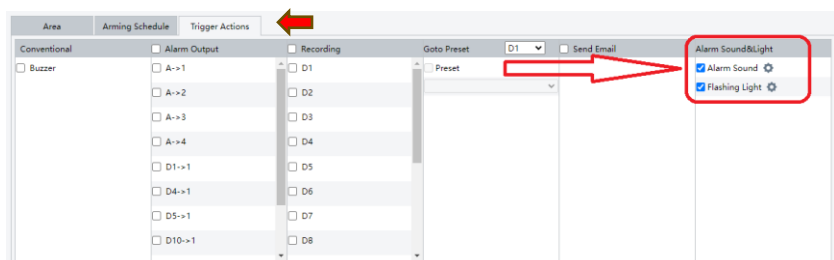 Area Arming Schedule Trigger Actions
Conventional Alarm Output Recording Goto Preset D1 Send Email Alarm Sound&Light
Buzzer A->1 D1 Preset Alarm Sound
A->2 D2 Flashing Light
A->3 D3
A->4 D4
D1->1 D5
D4->1 D6
D5->1 D7
D10->1 D8